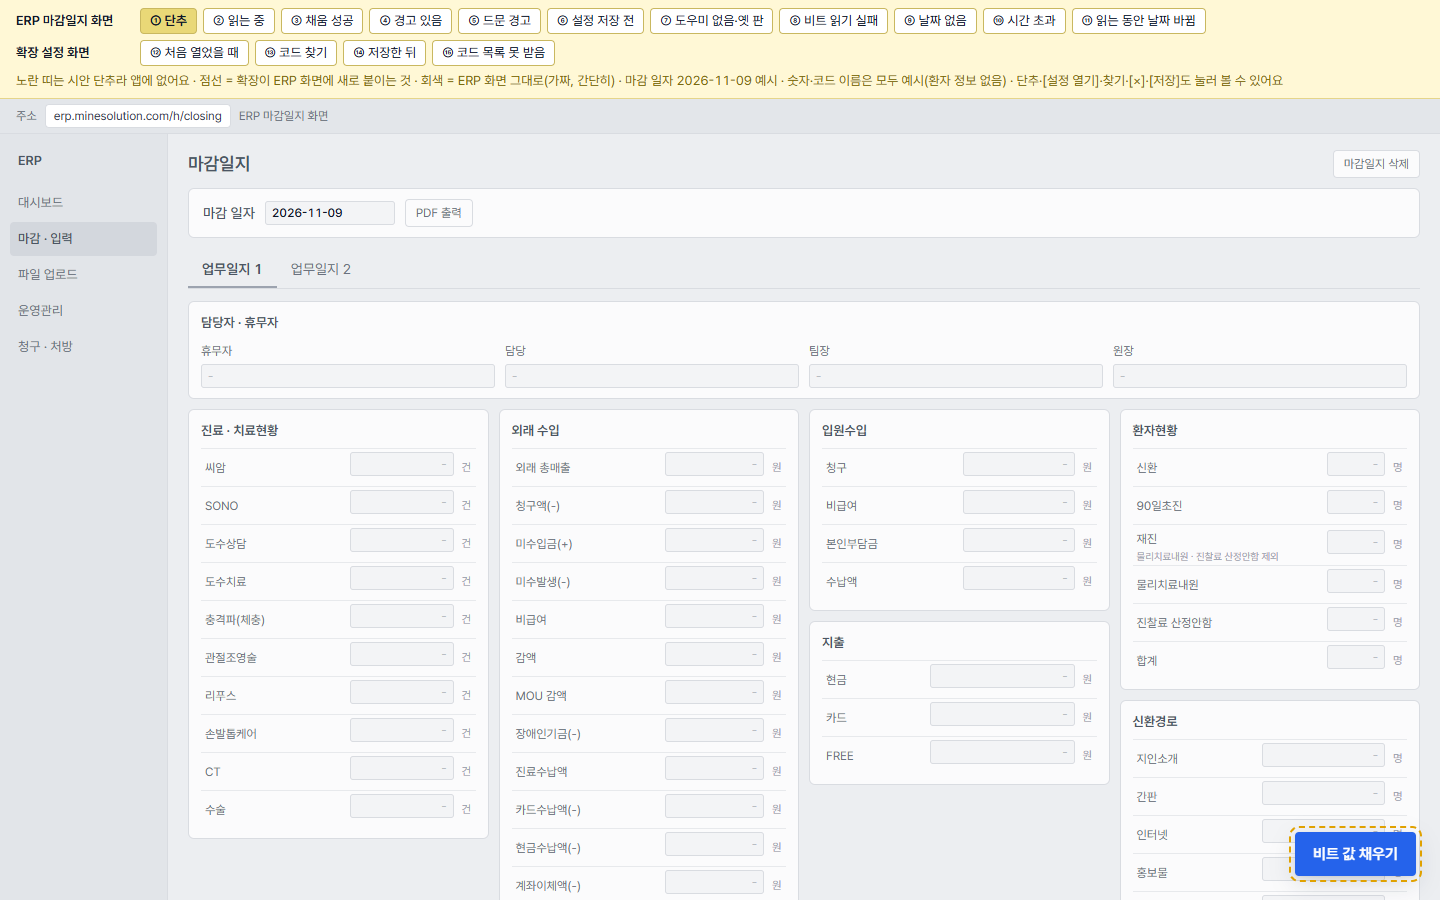 ERP 마감일지 화면 ① 단추 ② 읽는 중 ③ 채움 성공 ④ 경고 있음 ⑤ 드문 경고 ⑥ 설정 저장 전 ⑦ 도우미 없음·옛 판 ⑧ 비트 읽기 실패 ⑨ 날짜 없음 ⑩ 시간 초과 ⑪ 읽는 동안 날짜 바뀜
확장 설정 화면 ⑫ 처음 열었을 때 ⑬ 코드 찾기 ⑭ 저장한 뒤 ⑮ 코드 목록 못 받음
노란 띠는 시안 단추라 앱에 없어요 · 점선 = 확장이 ERP 화면에 새로 붙이는 것 · 회색 = ERP 화면 그대로(가짜, 간단히) · 마감 일자 2026-11-09 예시 · 숫자·코드 이름은 모두 예시(환자 정보 없음) · 단추·[설정 열기]·찾기·[×]·[저장]도 눌러 볼 수 있어요
주소 erp.minesolution.com/h/closing ERP 마감일지 화면
ERP
대시보드
마감 · 입력
파일 업로드
운영관리
청구 · 처방
마감일지
마감일지 삭제
마감 일자 2026-11-09 PDF 출력
업무일지 1 업무일지 2
담당자 · 휴무자
휴무자 담당 팀장 원장
– – – –
진료 · 치료현황
씨암 – 건
SONO – 건
도수상담 – 건
도수치료 – 건
충격파(체충) – 건
관절조영술 – 건
리푸스 – 건
손발톱케어 – 건
CT – 건
수술 – 건
외래 수입
외래 총매출 – 원
청구액(-) – 원
미수입금(+) – 원
미수발생(-) – 원
비급여 – 원
감액 – 원
MOU 감액 – 원
장애인기금(-) – 원
진료수납액 – 원
카드수납액(-) – 원
현금수납액(-) – 원
계좌이체액(-) – 원
입원수입
청구 – 원
비급여 – 원
본인부담금 – 원
수납액 – 원
지출
현금 – 원
카드 – 원
FREE – 원
환자현황
신환 – 명
90일초진 – 명
재진 – 명
물리치료내원 · 진찰료 산정안함 제외
물리치료내원 – 명
진찰료 산정안함 – 명
합계 – 명
신환경로
지인소개 – 명
간판 – 명
인터넷
홍보물
비트 값 채우기